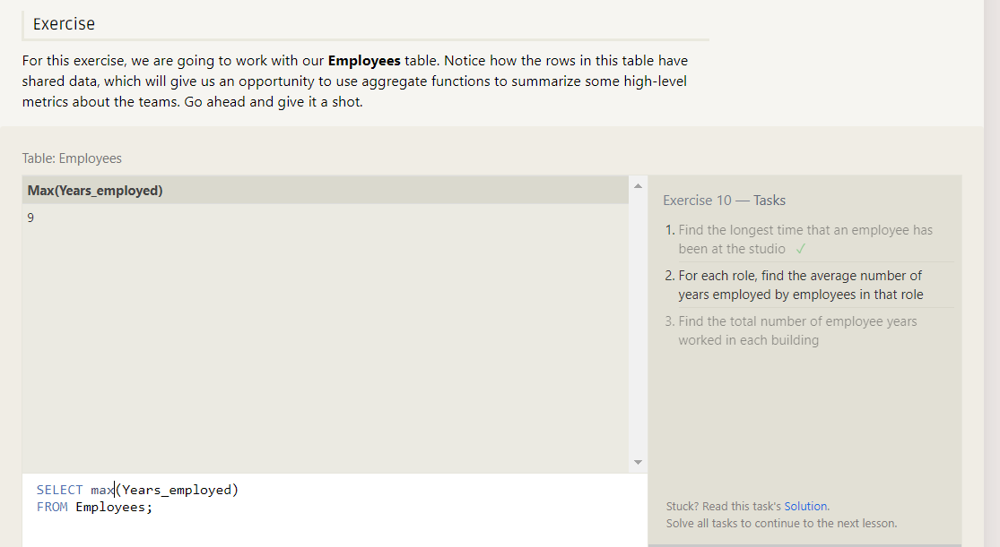 Exercise
For this exercise, we are going to work with our Employees table. Notice how the rows in this table have
shared data, which will give us an opportunity to use aggregate functions to summarize some high-level
metrics about the teams. Go ahead and give it a shot.
Table: Employees
Max(Years_employed)
9
SELECT max(Years_employed)
FROM Employees;
Exercise 10 — Tasks
1. Find the longest time that an employee has
been at the studio ✓
2. For each role, find the average number of
years employed by employees in that role
3. Find the total number of employee years
worked in each building
Stuck? Read this task's Solution.
Solve all tasks to continue to the next lesson.